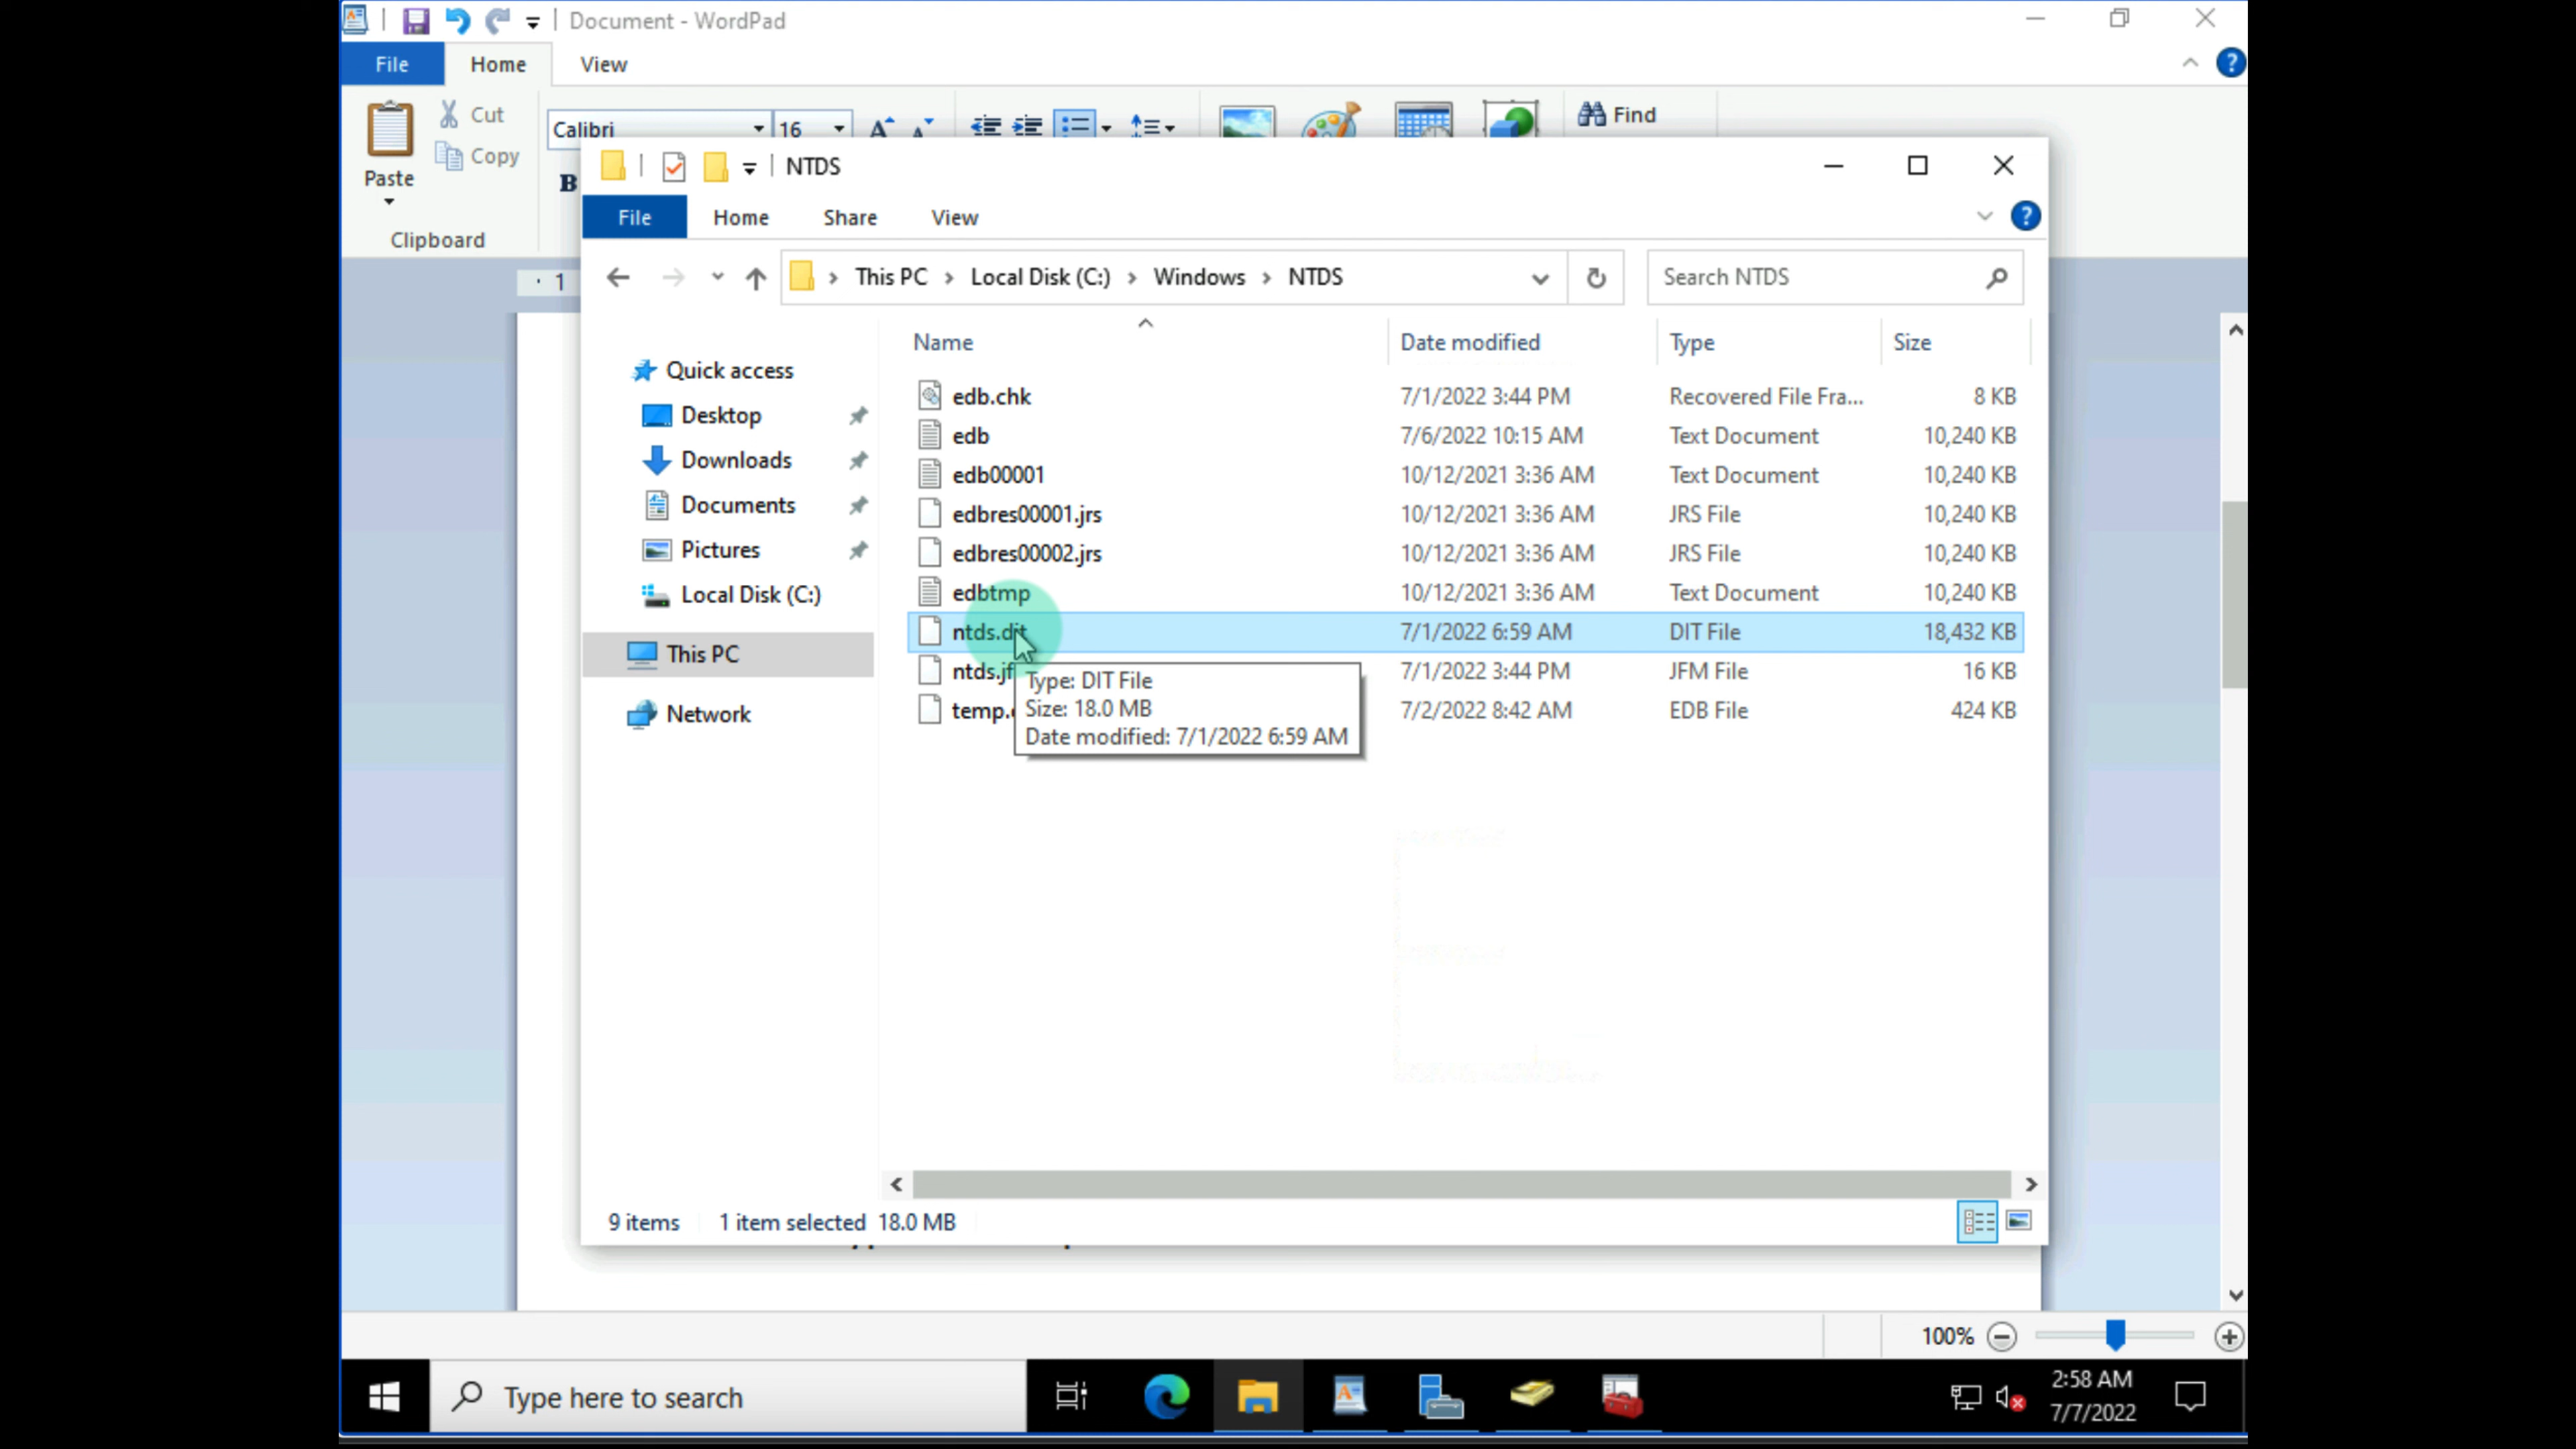 Document - WordPad
File Home View
Cut
Copy
Paste
Clipboard
Calibri 16
Find
B
1
NTDS
File Home Share View
This PC Local Disk (C:) Windows NTDS
Search NTDS
Name Date modified Type Size
Quick access
Desktop
Downloads
Documents
Pictures
Local Disk (C:)
This PC
Network
edb.chk 7/1/2022 3:44 PM Recovered File Fra... 8 KB
edb 7/6/2022 10:15 AM Text Document 10,240 KB
edb00001 10/12/2021 3:36 AM Text Document 10,240 KB
edbres00001.jrs 10/12/2021 3:36 AM JRS File 10,240 KB
edbres00002.jrs 10/12/2021 3:36 AM JRS File 10,240 KB
edbtmp 10/12/2021 3:36 AM Text Document 10,240 KB
ntds.dit 7/1/2022 6:59 AM DIT File 18,432 KB
ntds.jf 7/1/2022 3:44 PM JFM File 16 KB
temp. 7/2/2022 8:42 AM EDB File 424 KB
Type: DIT File
Size: 18.0 MB
Date modified: 7/1/2022 6:59 AM
9 items 1 item selected 18.0 MB
100%
Type here to search
2:58 AM
7/7/2022